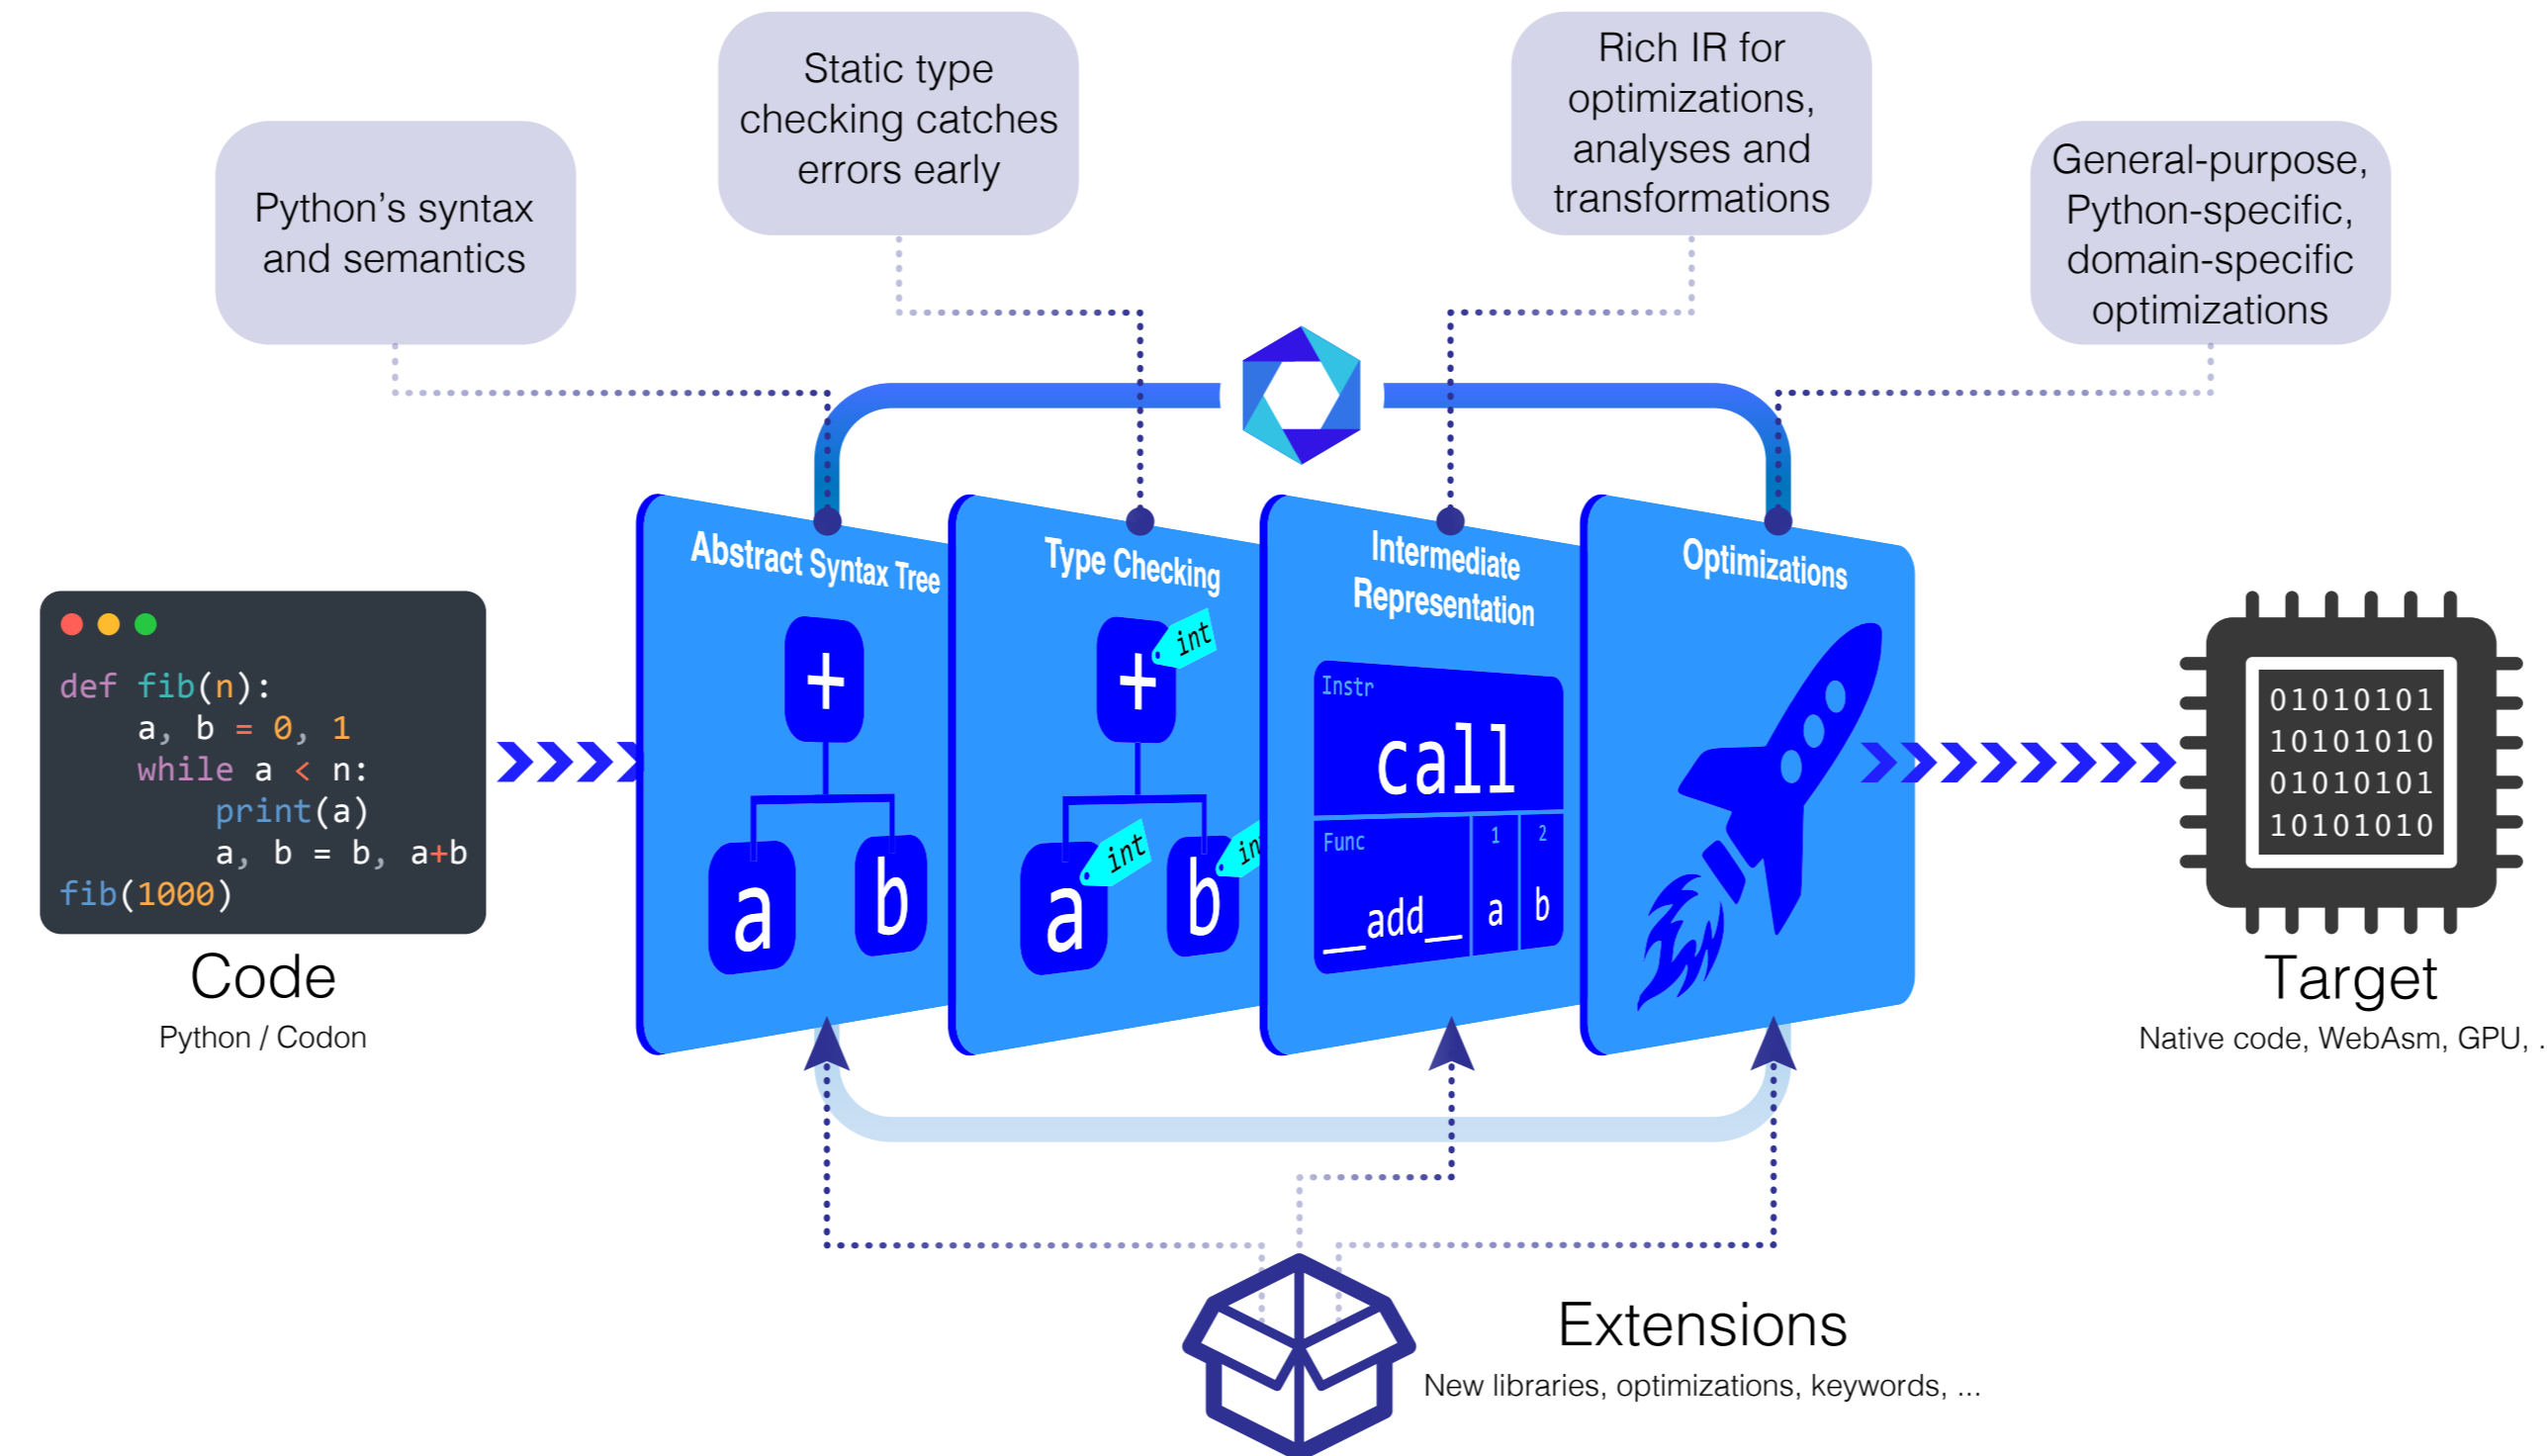 Python’s syntax
and semantics
Static type
checking catches
errors early
Rich IR for
optimizations,
analyses and
transformations
General-purpose,
Python-specific,
domain-specific
optimizations
def fib(n):
    a, b = 0, 1
    while a < n:
        print(a)
        a, b = b, a+b
fib(1000)
Code
Python / Codon
Abstract Syntax Tree
+
a b
Type Checking
+ int
a int b in
Intermediate
Representation
Instr
call
Func 1 2
__add__ a b
Optimizations
01010101
10101010
01010101
10101010
Target
Native code, WebAsm, GPU, .
Extensions
New libraries, optimizations, keywords, ...